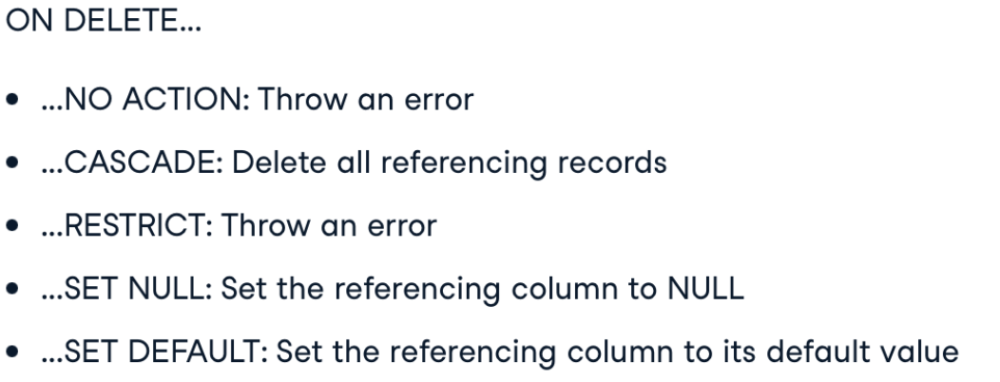 ON DELETE...
• ...NO ACTION: Throw an error
• ...CASCADE: Delete all referencing records
• ...RESTRICT: Throw an error
• ...SET NULL: Set the referencing column to NULL
• ...SET DEFAULT: Set the referencing column to its default value